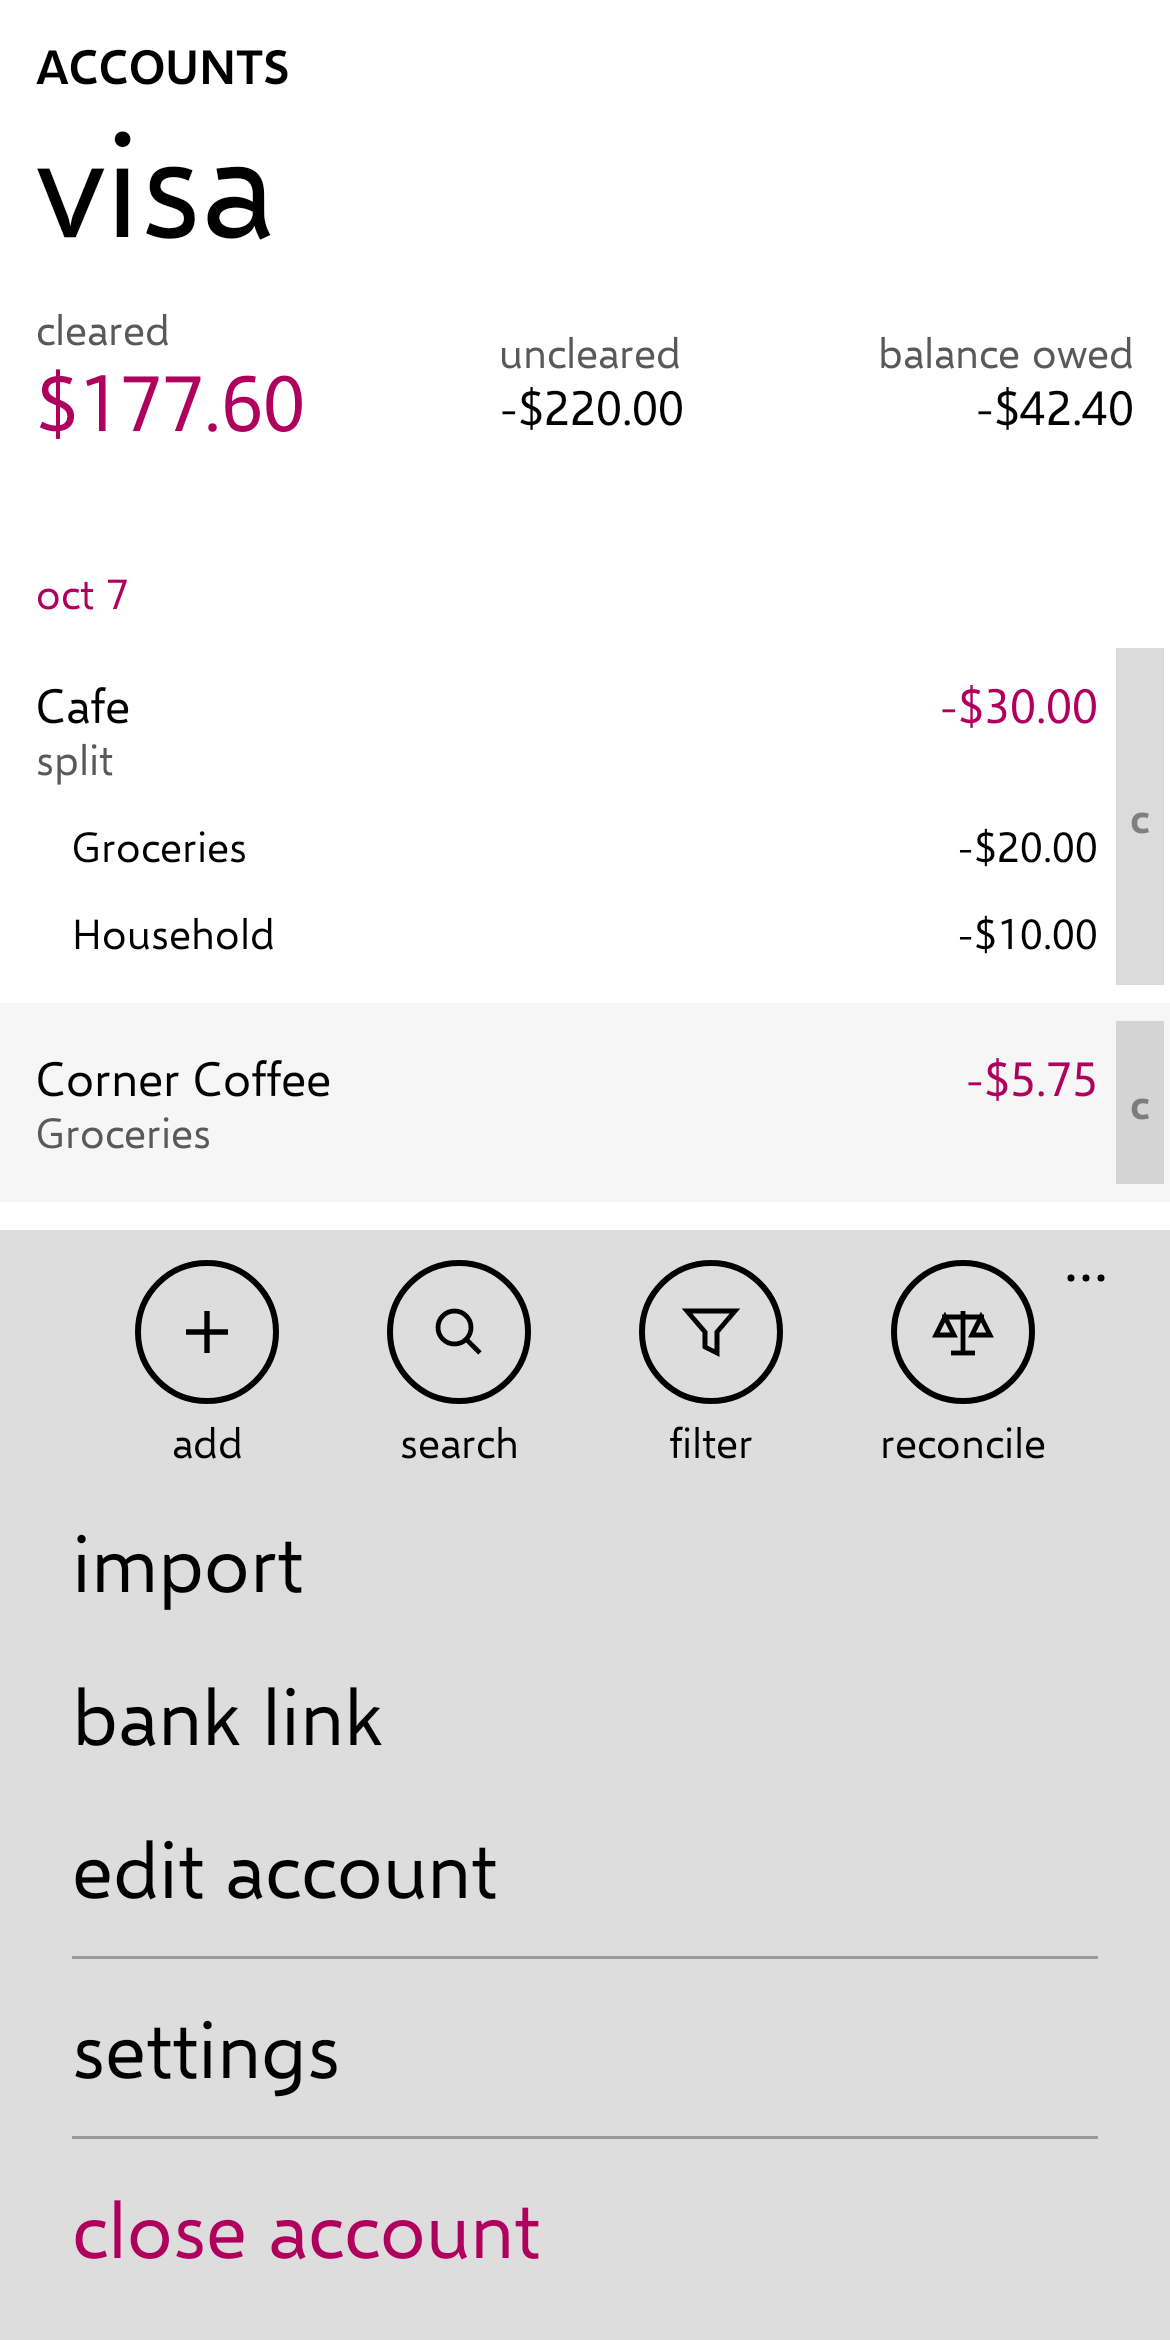 ACCOUNTS
visa
cleared
$177.60
uncleared
-$220.00
balance owed
-$42.40
oct 7
Cafe -$30.00
split
c
Groceries -$20.00
Household -$10.00
Corner Coffee -$5.75
Groceries
c
...
add search filter reconcile
import
bank link
edit account
settings
close account